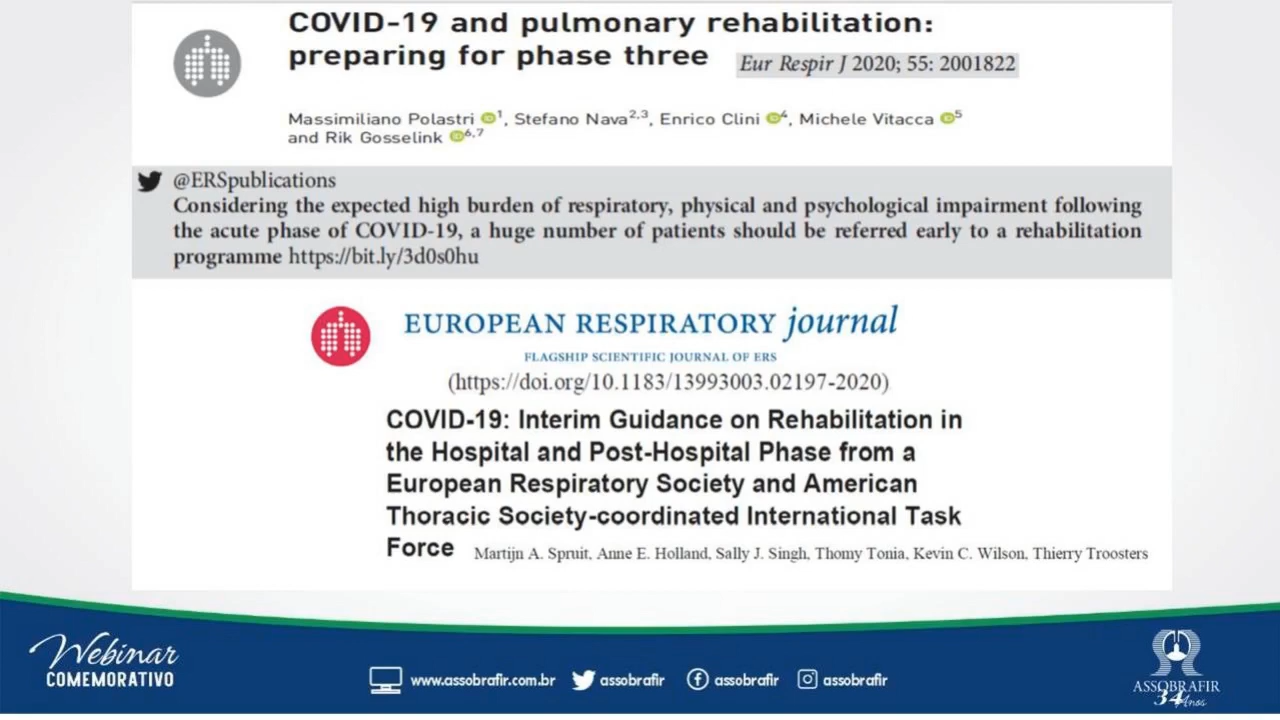 COVID-19 and pulmonary rehabilitation:
preparing for phase three Eur Respir J 2020; 55: 2001822
Massimiliano Polastri iD 1, Stefano Nava2,3, Enrico Clini iD 4, Michele Vitacca iD 5
and Rik Gosselink iD 6,7
@ERSpublications
Considering the expected high burden of respiratory, physical and psychological impairment following
the acute phase of COVID-19, a huge number of patients should be referred early to a rehabilitation
programme https://bit.ly/3d0s0hu
EUROPEAN RESPIRATORY journal
FLAGSHIP SCIENTIFIC JOURNAL OF ERS
(https://doi.org/10.1183/13993003.02197-2020)
COVID-19: Interim Guidance on Rehabilitation in
the Hospital and Post-Hospital Phase from a
European Respiratory Society and American
Thoracic Society-coordinated International Task
Force Martijn A. Spruit, Anne E. Holland, Sally J. Singh, Thomy Tonia, Kevin C. Wilson, Thierry Troosters
Webinar
COMEMORATIVO
www.assobrafir.com.br assobrafir assobrafir assobrafir
ASSOBRAFIR
34 Anos